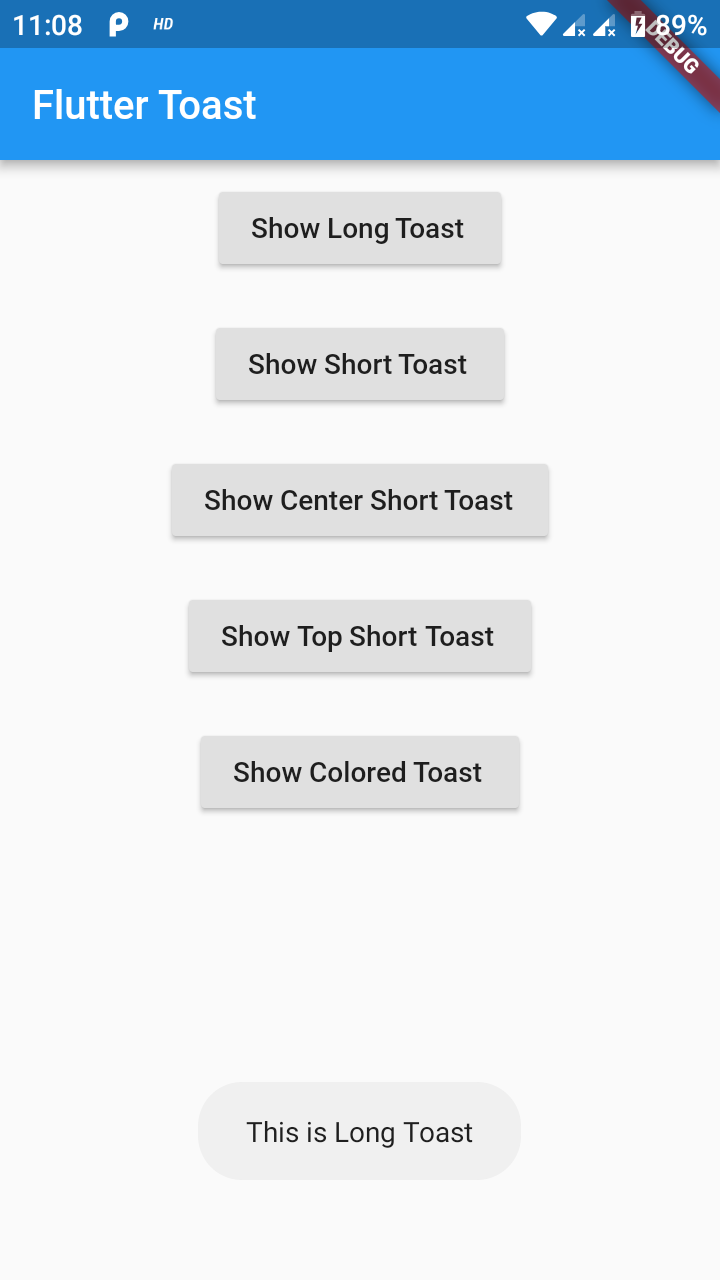 11:08 HD 89%
DEBUG
Flutter Toast
Show Long Toast
Show Short Toast
Show Center Short Toast
Show Top Short Toast
Show Colored Toast
This is Long Toast